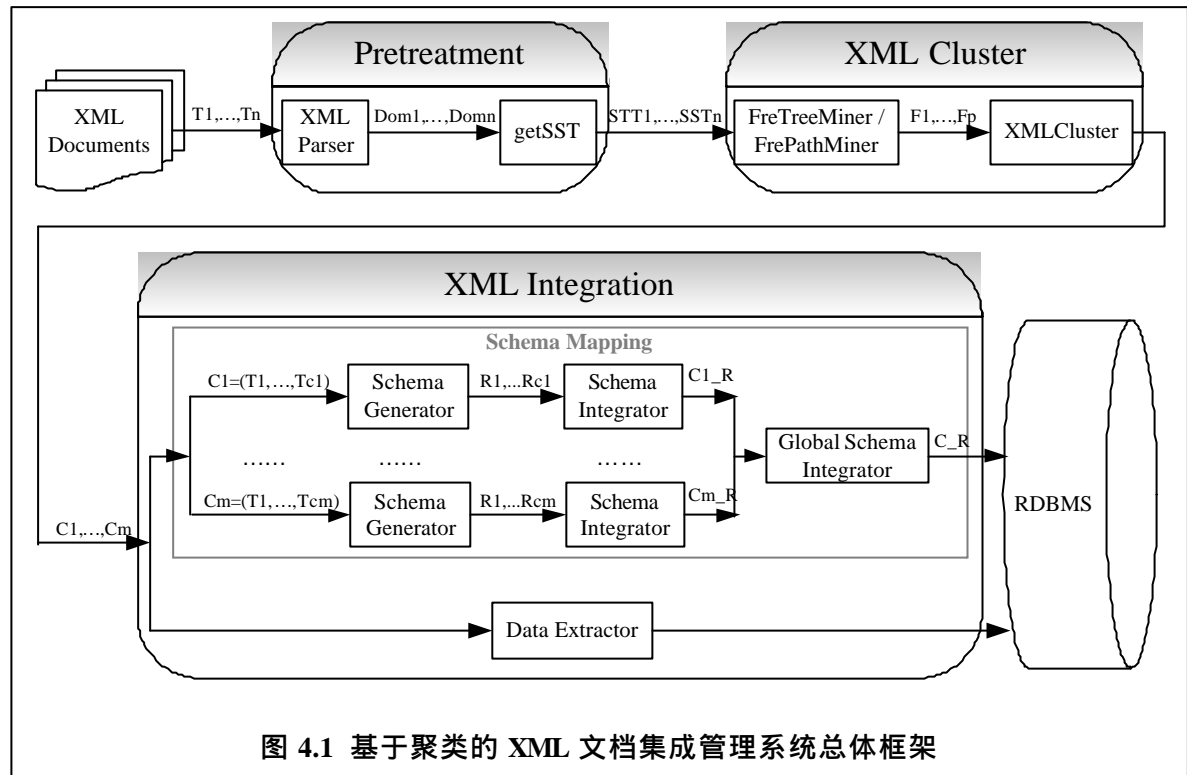 Pretreatment
XML Cluster
XML
Documents
T1,…,Tn
XML
Parser
Dom1,…,Domn
getSST
STT1,…,SSTn
FreTreeMiner /
FrePathMiner
F1,…,Fp
XMLCluster
XML Integration
Schema Mapping
C1=(T1,…,Tc1)
Schema
Generator
R1,...Rc1
Schema
Integrator
C1_R
……
……
……
Global Schema
Integrator
C_R
Cm=(T1,…,Tcm)
Schema
Generator
R1,...Rcm
Schema
Integrator
Cm_R
C1,…,Cm
RDBMS
Data Extractor
图 4.1 基于聚类的 XML 文档集成管理系统总体框架